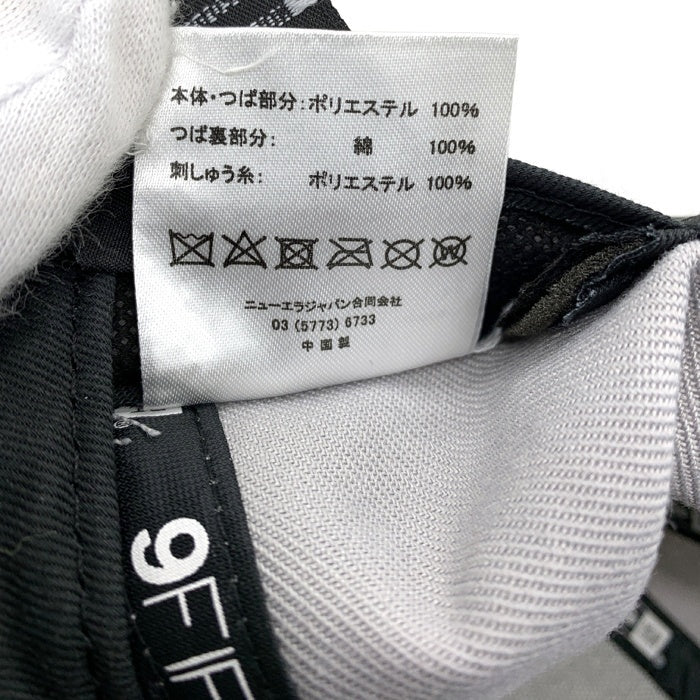 本体・つば部分：ポリエステル 100%
つば裏部分： 綿 100%
刺しゅう糸： ポリエステル 100%
ニューエラジャパン合同会社
03 (5773) 6733
中国製
9FIF